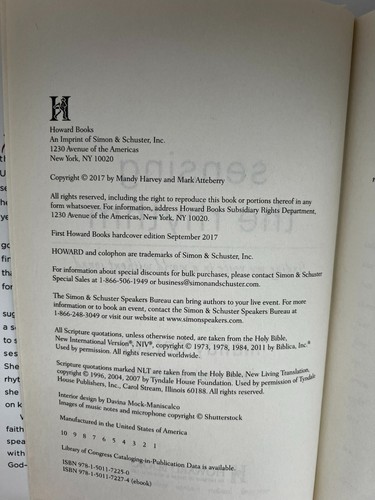 H
Howard Books
An Imprint of Simon & Schuster, Inc.
1230 Avenue of the Americas
New York, NY 10020
Copyright © 2017 by Mandy Harvey and Mark Atteberry
All rights reserved, including the right to reproduce this book or portions thereof in any
form whatsoever. For information, address Howard Books Subsidiary Rights Department,
1230 Avenue of the Americas, New York, NY 10020.
First Howard Books hardcover edition September 2017
HOWARD and colophon are trademarks of Simon & Schuster, Inc.
For information about special discounts for bulk purchases, please contact Simon & Schuster
Special Sales at 1-866-506-1949 or business@simonandschuster.com.
The Simon & Schuster Speakers Bureau can bring authors to your live event. For more
information or to book an event, contact the Simon & Schuster Speakers Bureau at
1-866-248-3049 or visit our website at www.simonspeakers.com.
All Scripture quotations, unless otherwise noted, are taken from the Holy Bible,
New International Version®, NIV®, copyright © 1973, 1978, 1984, 2011 by Biblica, Inc.®
Used by permission. All rights reserved worldwide.
Scripture quotations marked NLT are taken from the Holy Bible, New Living Translation,
copyright © 1996, 2004, 2007 by Tyndale House Foundation. Used by permission of Tyndale
House Publishers, Inc., Carol Stream, Illinois 60188. All rights reserved.
Interior design by Davina Mock-Maniscalco
Images of music notes and microphone copyright © Shutterstock
Manufactured in the United States of America
10 9 8 7 6 5 4 3 2 1
Library of Congress Cataloging-in-Publication Data is available.
ISBN 978-1-5011-7225-0
ISBN 978-1-5011-7227-4 (ebook)